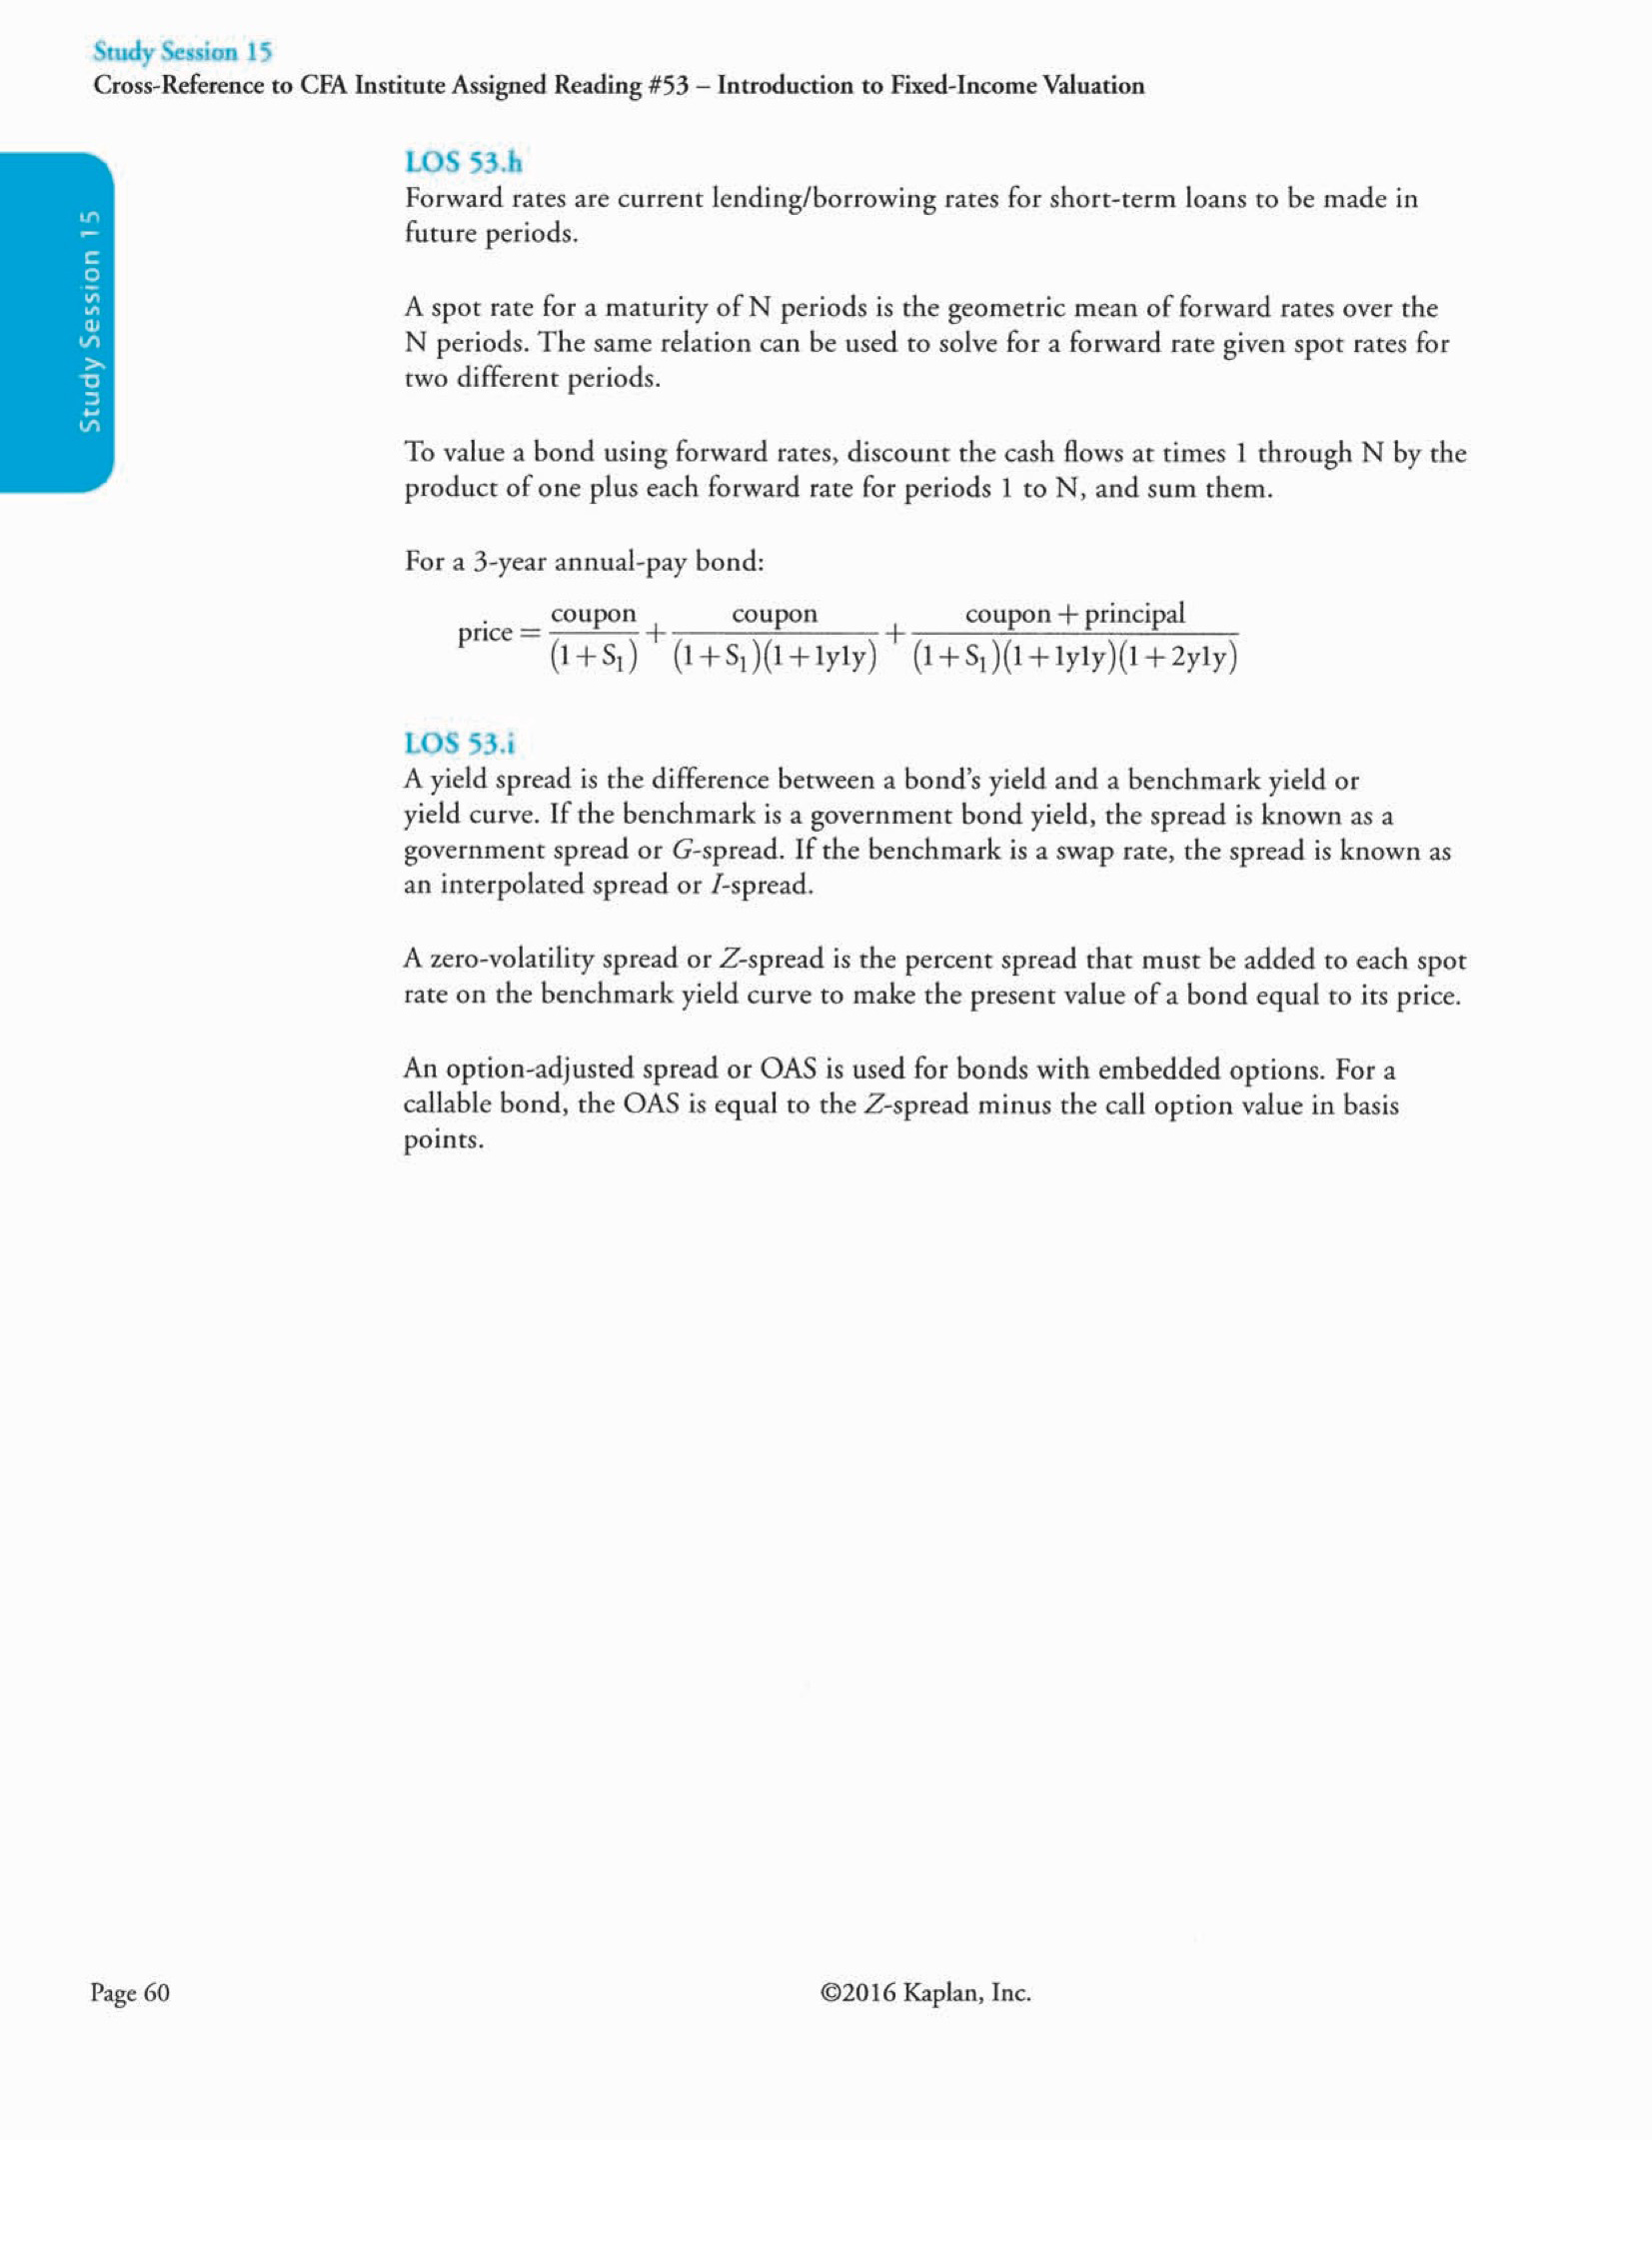 Study Session 15
Cross-Reference to CFA Institute Assigned Reading #53 – Introduction to Fixed-Income Valuation
Study Session 15
LOS 53.h
Forward rates are current lending/borrowing rates for short-term loans to be made in
future periods.
A spot rate for a maturity of N periods is the geometric mean of forward rates over the
N periods. The same relation can be used to solve for a forward rate given spot rates for
two different periods.
To value a bond using forward rates, discount the cash flows at times 1 through N by the
product of one plus each forward rate for periods 1 to N, and sum them.
For a 3-year annual-pay bond:
price = coupon/(1+S₁) + coupon/(1+S₁)(1+1y1y) + coupon + principal/(1+S₁)(1+1y1y)(1+2y1y)
LOS 53.i
A yield spread is the difference between a bond's yield and a benchmark yield or
yield curve. If the benchmark is a government bond yield, the spread is known as a
government spread or G-spread. If the benchmark is a swap rate, the spread is known as
an interpolated spread or I-spread.
A zero-volatility spread or Z-spread is the percent spread that must be added to each spot
rate on the benchmark yield curve to make the present value of a bond equal to its price.
An option-adjusted spread or OAS is used for bonds with embedded options. For a
callable bond, the OAS is equal to the Z-spread minus the call option value in basis
points.
Page 60
©2016 Kaplan, Inc.